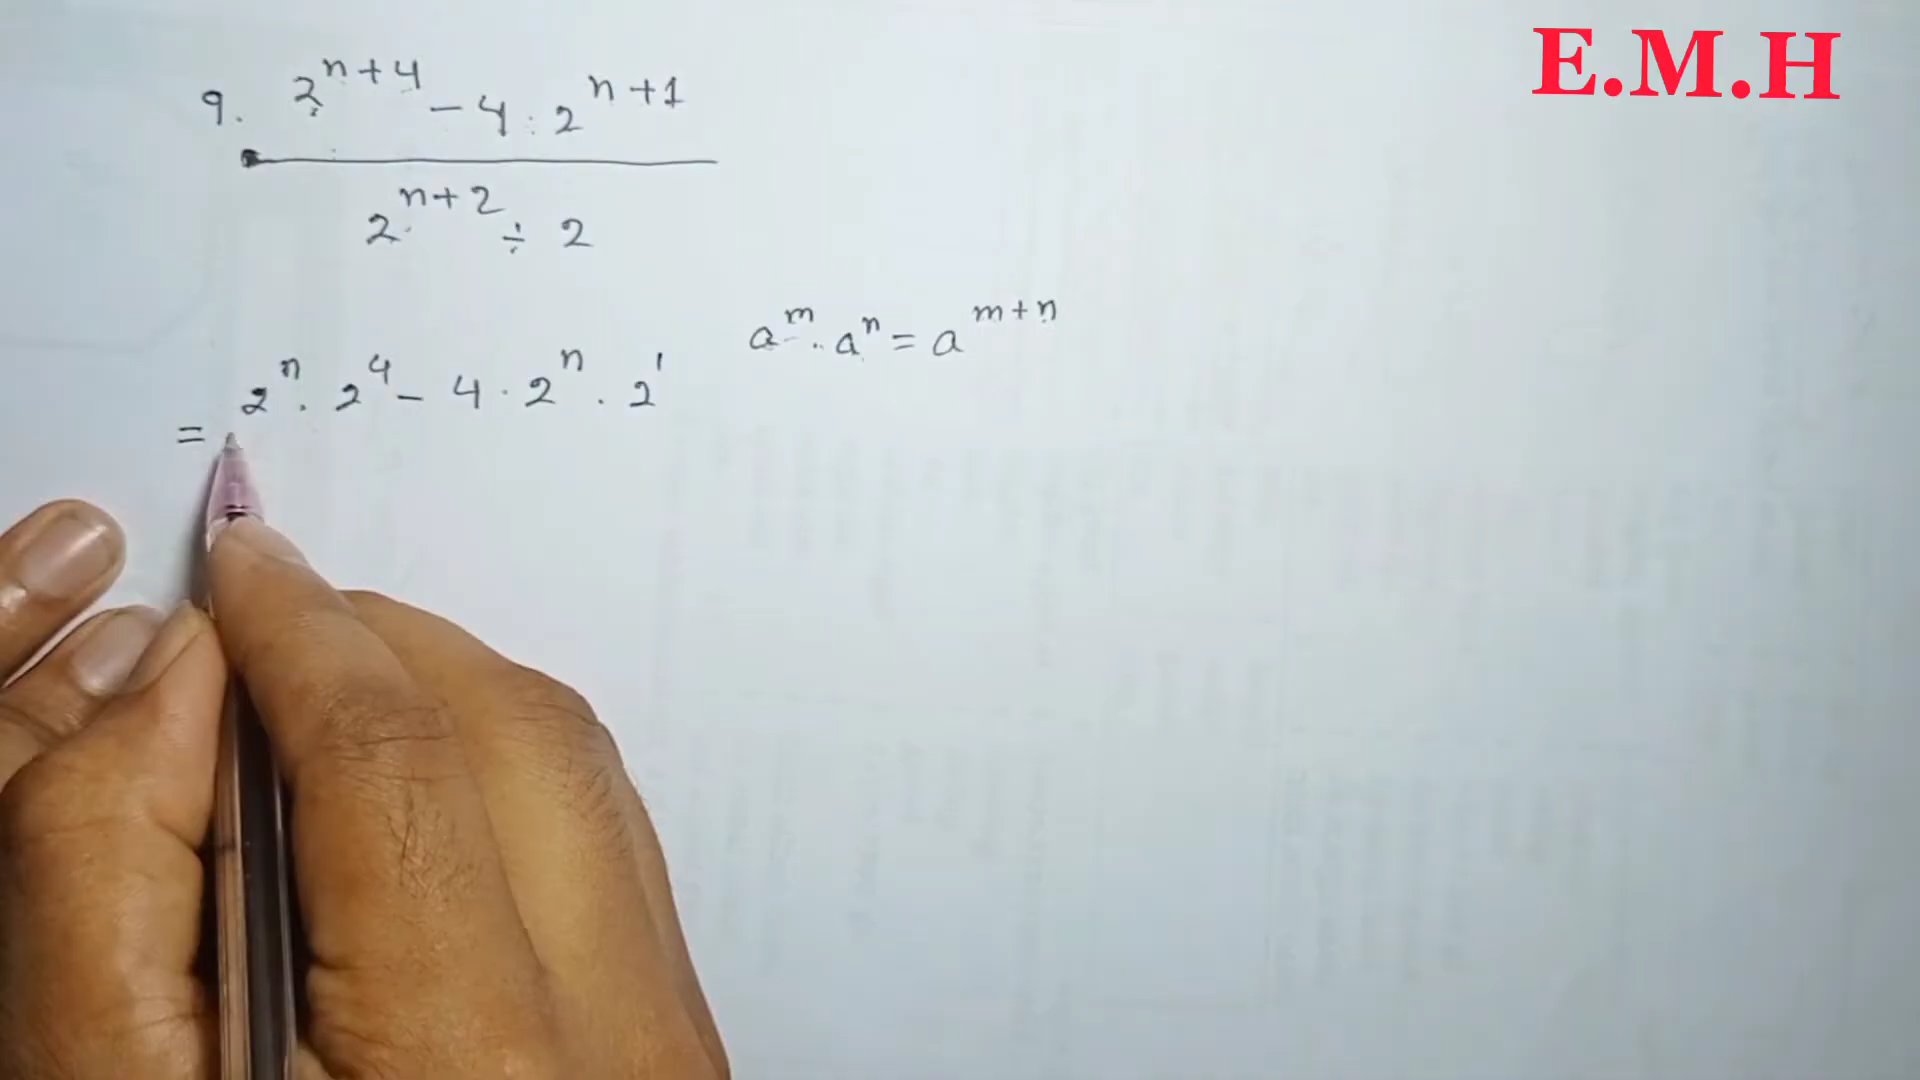 E.M.H
9. 2^{n+4} - 4 . 2^{n+1}
2^{n+2} ÷ 2
a^m . a^n = a^{m+n}
= 2^n . 2^4 - 4 . 2^n . 2^1